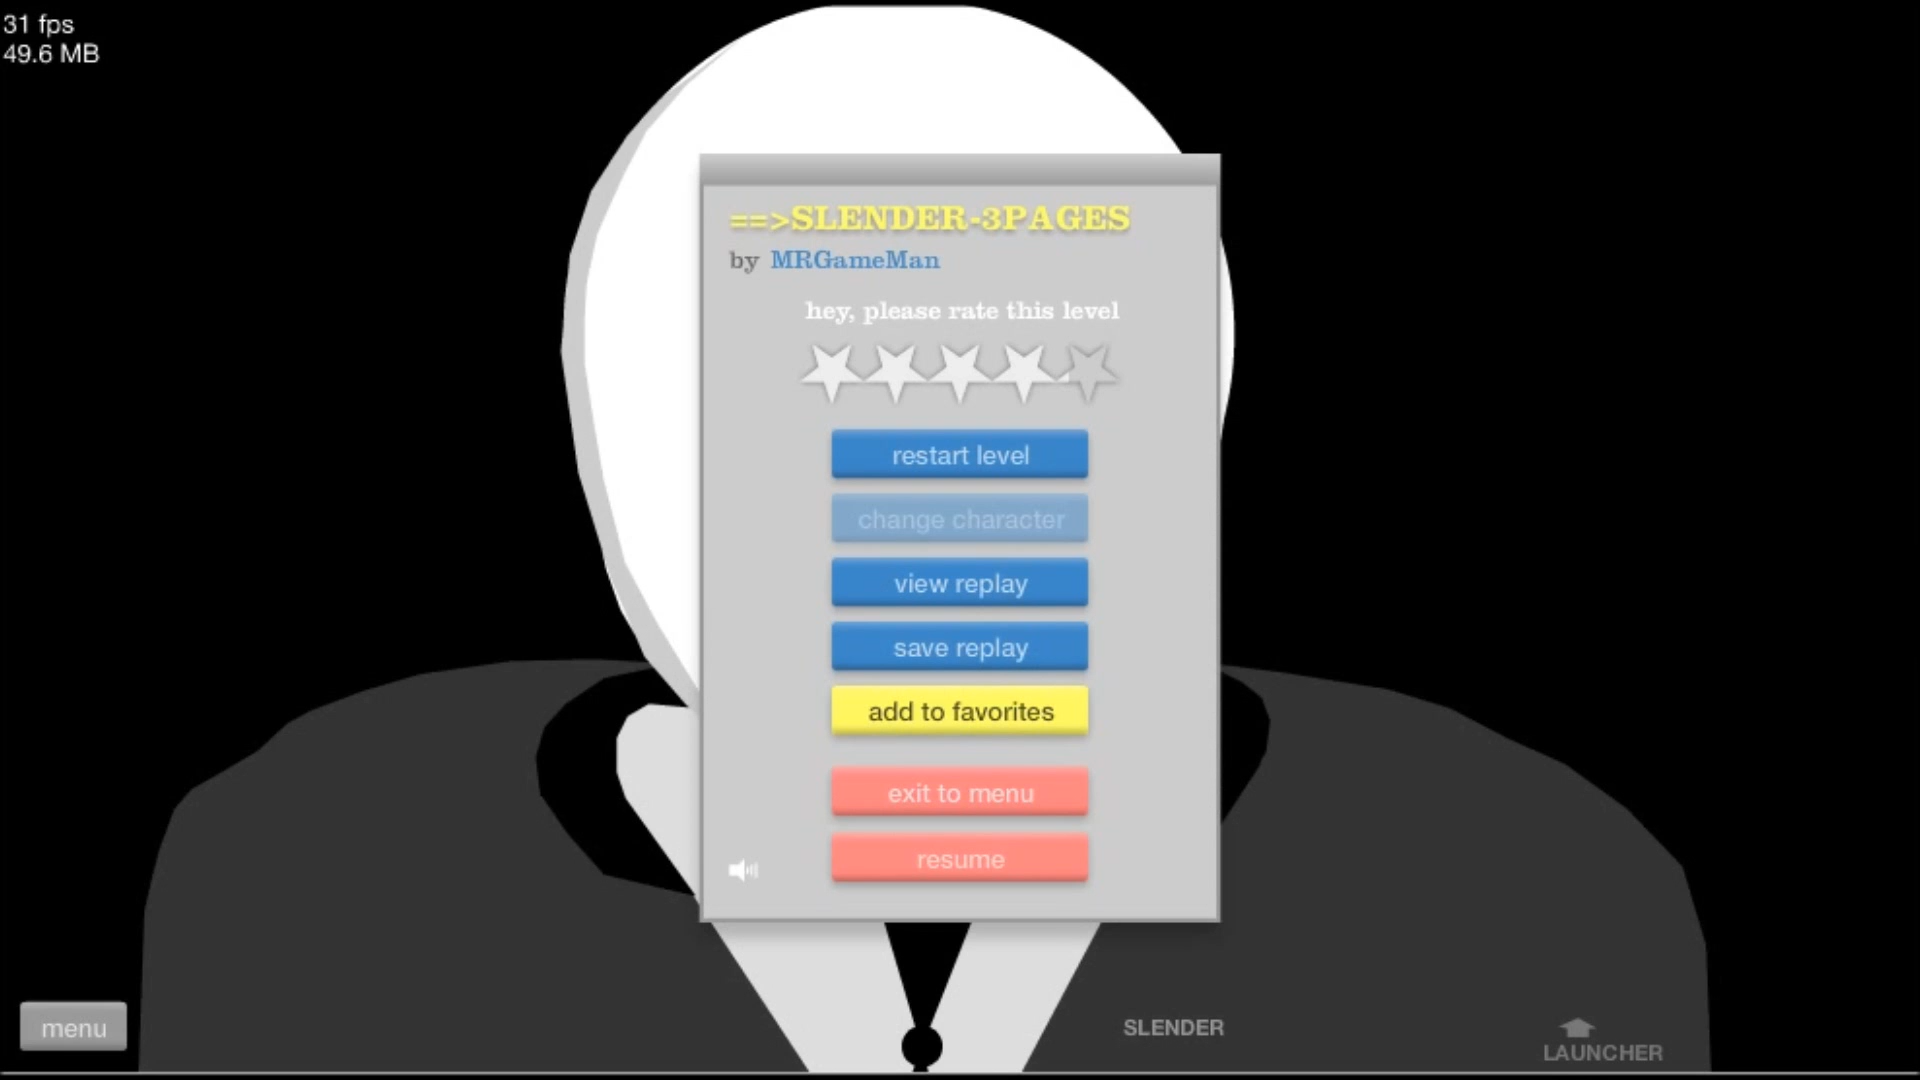 31 fps
49.6 MB
==>SLENDER-3PAGES
by MRGameMan
hey, please rate this level
restart level
change character
view replay
save replay
add to favorites
exit to menu
resume
menu
SLENDER
LAUNCHER